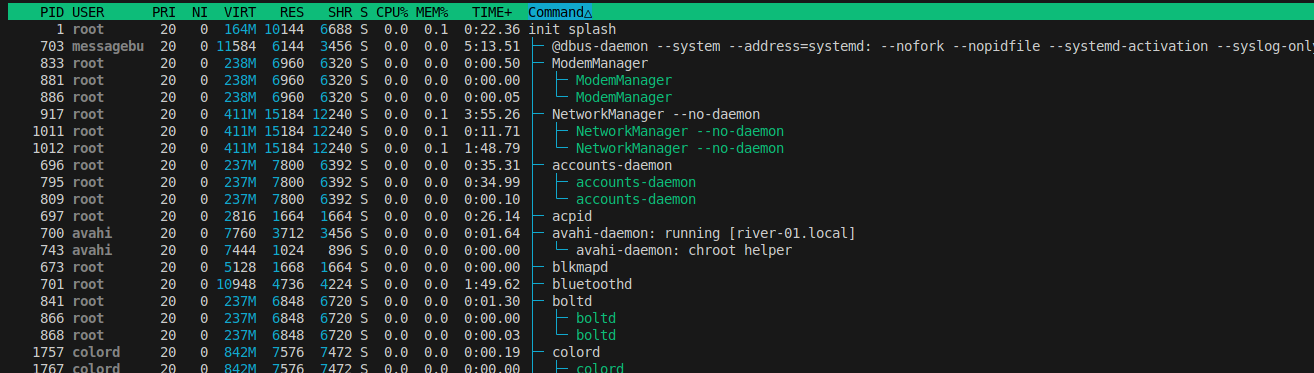 PID USER PRI NI VIRT RES SHR S CPU% MEM% TIME+ Command△
1 root 20 0 164M 10144 6688 S 0.0 0.1 0:22.36 init splash
703 messagebu 20 0 11584 6144 3456 S 0.0 0.0 5:13.51 ├─ @dbus-daemon --system --address=systemd: --nofork --nopidfile --systemd-activation --syslog-only
833 root 20 0 238M 6960 6320 S 0.0 0.0 0:00.50 ├─ ModemManager
881 root 20 0 238M 6960 6320 S 0.0 0.0 0:00.00 │ ├─ ModemManager
886 root 20 0 238M 6960 6320 S 0.0 0.0 0:00.05 │ └─ ModemManager
917 root 20 0 411M 15184 12240 S 0.0 0.1 3:55.26 ├─ NetworkManager --no-daemon
1011 root 20 0 411M 15184 12240 S 0.0 0.1 0:11.71 │ ├─ NetworkManager --no-daemon
1012 root 20 0 411M 15184 12240 S 0.0 0.1 1:48.79 │ └─ NetworkManager --no-daemon
696 root 20 0 237M 7800 6392 S 0.0 0.0 0:35.31 ├─ accounts-daemon
795 root 20 0 237M 7800 6392 S 0.0 0.0 0:34.99 │ ├─ accounts-daemon
809 root 20 0 237M 7800 6392 S 0.0 0.0 0:00.10 │ └─ accounts-daemon
697 root 20 0 2816 1664 1664 S 0.0 0.0 0:26.14 ├─ acpid
700 avahi 20 0 7760 3712 3456 S 0.0 0.0 0:01.64 ├─ avahi-daemon: running [river-01.local]
743 avahi 20 0 7444 1024 896 S 0.0 0.0 0:00.00 │ └─ avahi-daemon: chroot helper
673 root 20 0 5128 1668 1664 S 0.0 0.0 0:00.00 ├─ blkmapd
701 root 20 0 10948 4736 4224 S 0.0 0.0 1:49.62 ├─ bluetoothd
841 root 20 0 237M 6848 6720 S 0.0 0.0 0:01.30 ├─ boltd
866 root 20 0 237M 6848 6720 S 0.0 0.0 0:00.00 │ ├─ boltd
868 root 20 0 237M 6848 6720 S 0.0 0.0 0:00.03 │ └─ boltd
1757 colord 20 0 842M 7576 7472 S 0.0 0.0 0:00.19 ├─ colord
1767 colord 20 0 842M 7576 7472 S 0.0 0.0 0:00.00 │ ├─ colord